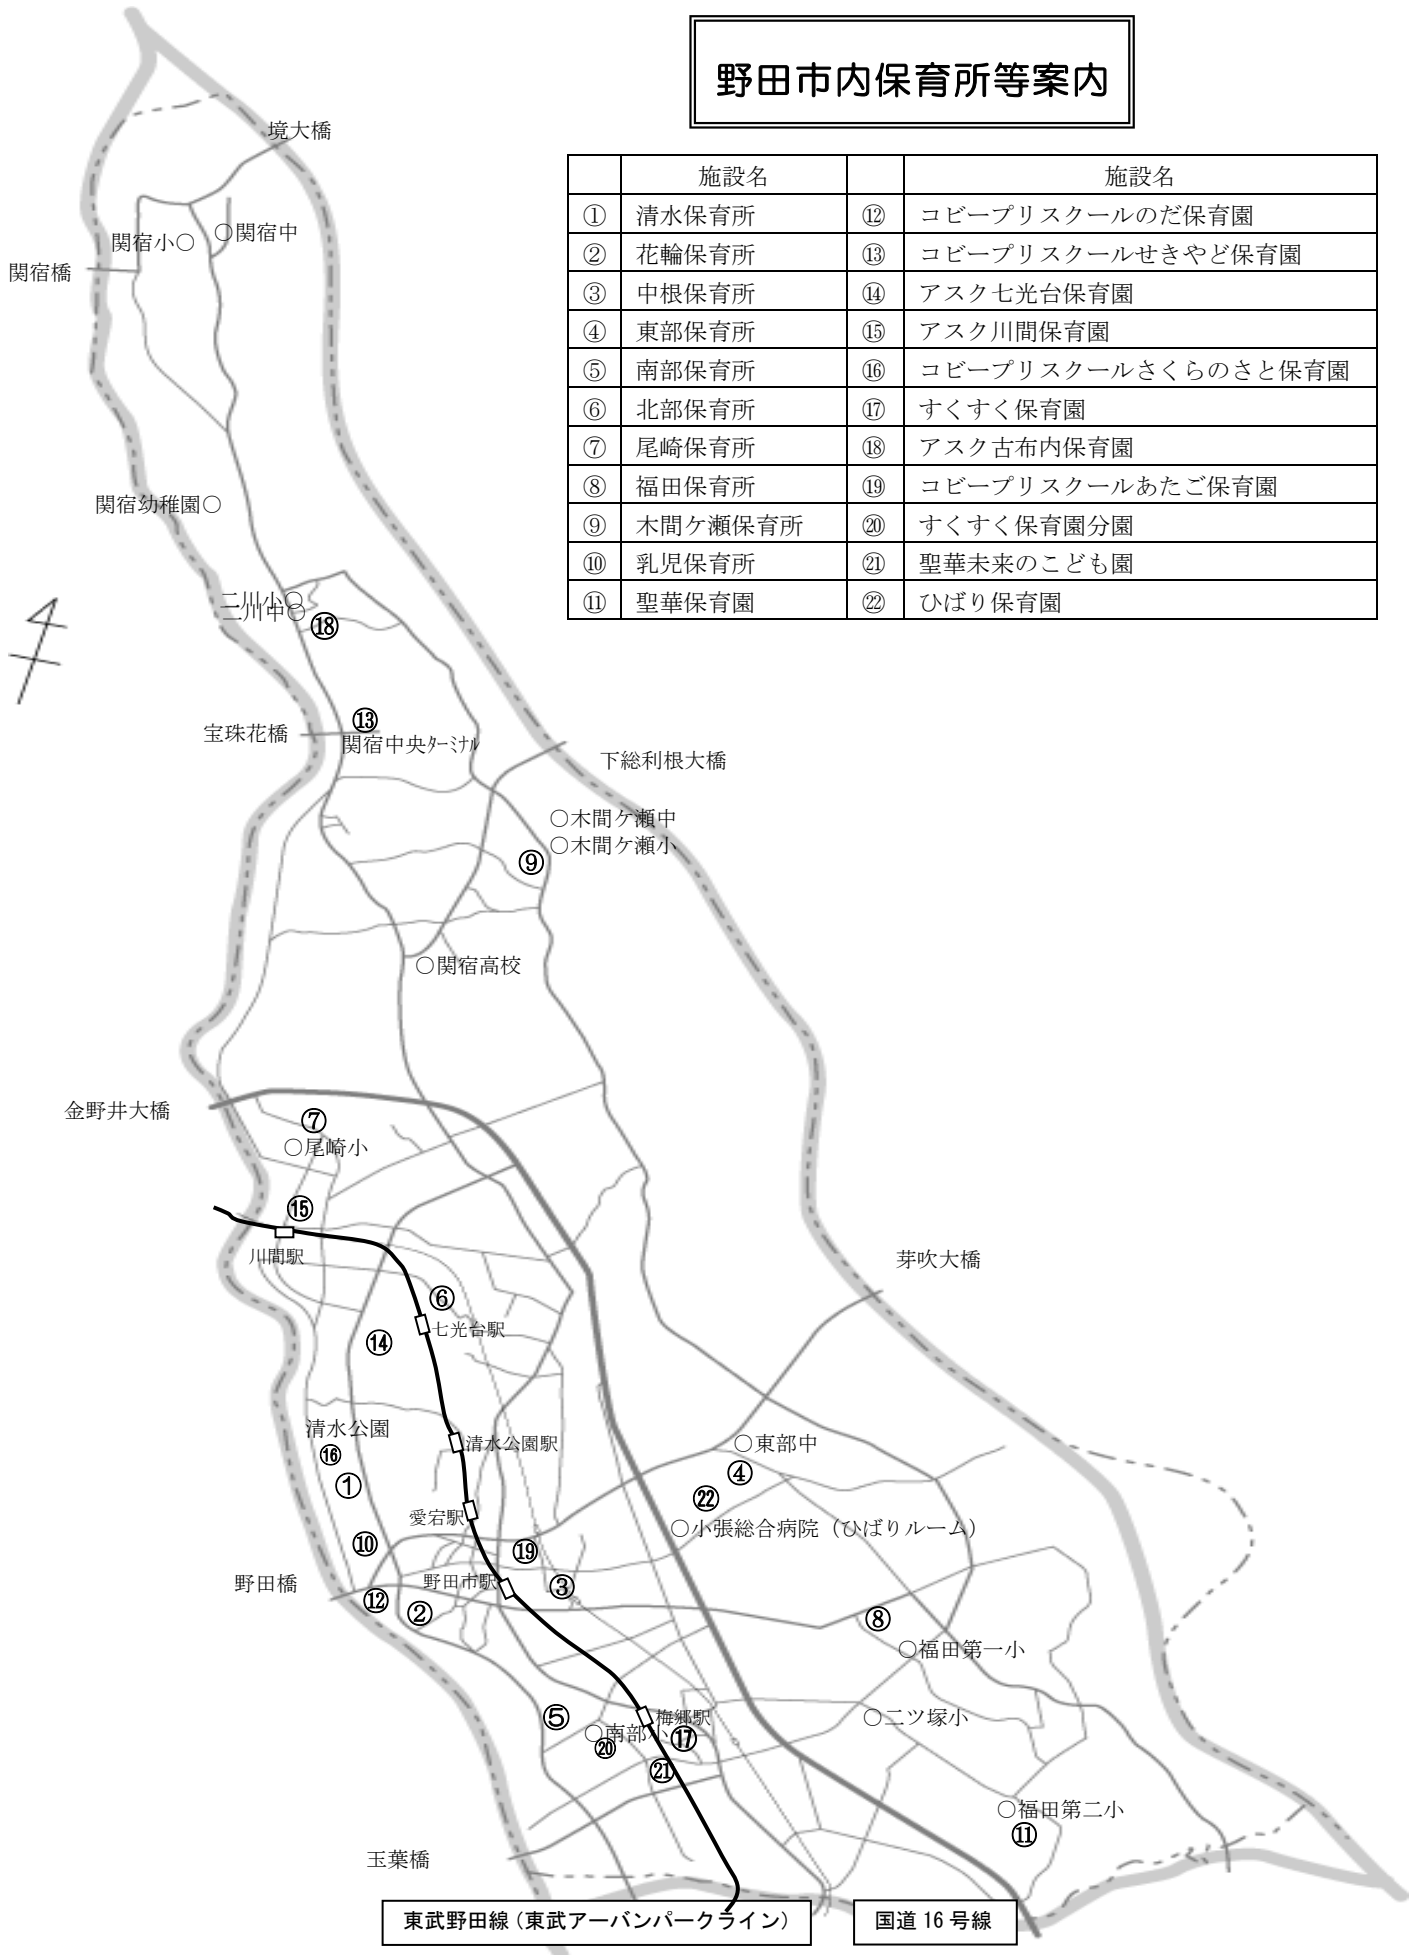 野田市内保育所等案内
施設名 施設名
① 清水保育所 ⑫ コビープリスクールのだ保育園
② 花輪保育所 ⑬ コビープリスクールせきやど保育園
③ 中根保育所 ⑭ アスク七光台保育園
④ 東部保育所 ⑮ アスク川間保育園
⑤ 南部保育所 ⑯ コビープリスクールさくらのさと保育園
⑥ 北部保育所 ⑰ すくすく保育園
⑦ 尾崎保育所 ⑱ アスク古布内保育園
⑧ 福田保育所 ⑲ コビープリスクールあたご保育園
⑨ 木間ケ瀬保育所 ⑳ すくすく保育園分園
⑩ 乳児保育所 ㉑ 聖華未来のこども園
⑪ 聖華保育園 ㉒ ひばり保育園
境大橋
関宿小○ ○関宿中
関宿橋
関宿幼稚園○
二川小○
二川中○
⑱
⑬
宝珠花橋
関宿中央ﾀｰﾐﾅﾙ
下総利根大橋
○木間ケ瀬中
○木間ケ瀬小
⑨
○関宿高校
金野井大橋
⑦
○尾崎小
⑮
川間駅
芽吹大橋
⑥
七光台駅
⑭
清水公園
清水公園駅
○東部中
⑯
④
①
㉒
愛宕駅
○小張総合病院（ひばりルーム）
⑩
⑲
野田橋
野田市駅
③
⑫
②
⑧
○福田第一小
⑤
梅郷駅
○二ツ塚小
○南部小
⑰
⑳
㉑
○福田第二小
⑪
玉葉橋
東武野田線（東武アーバンパークライン）
国道16号線